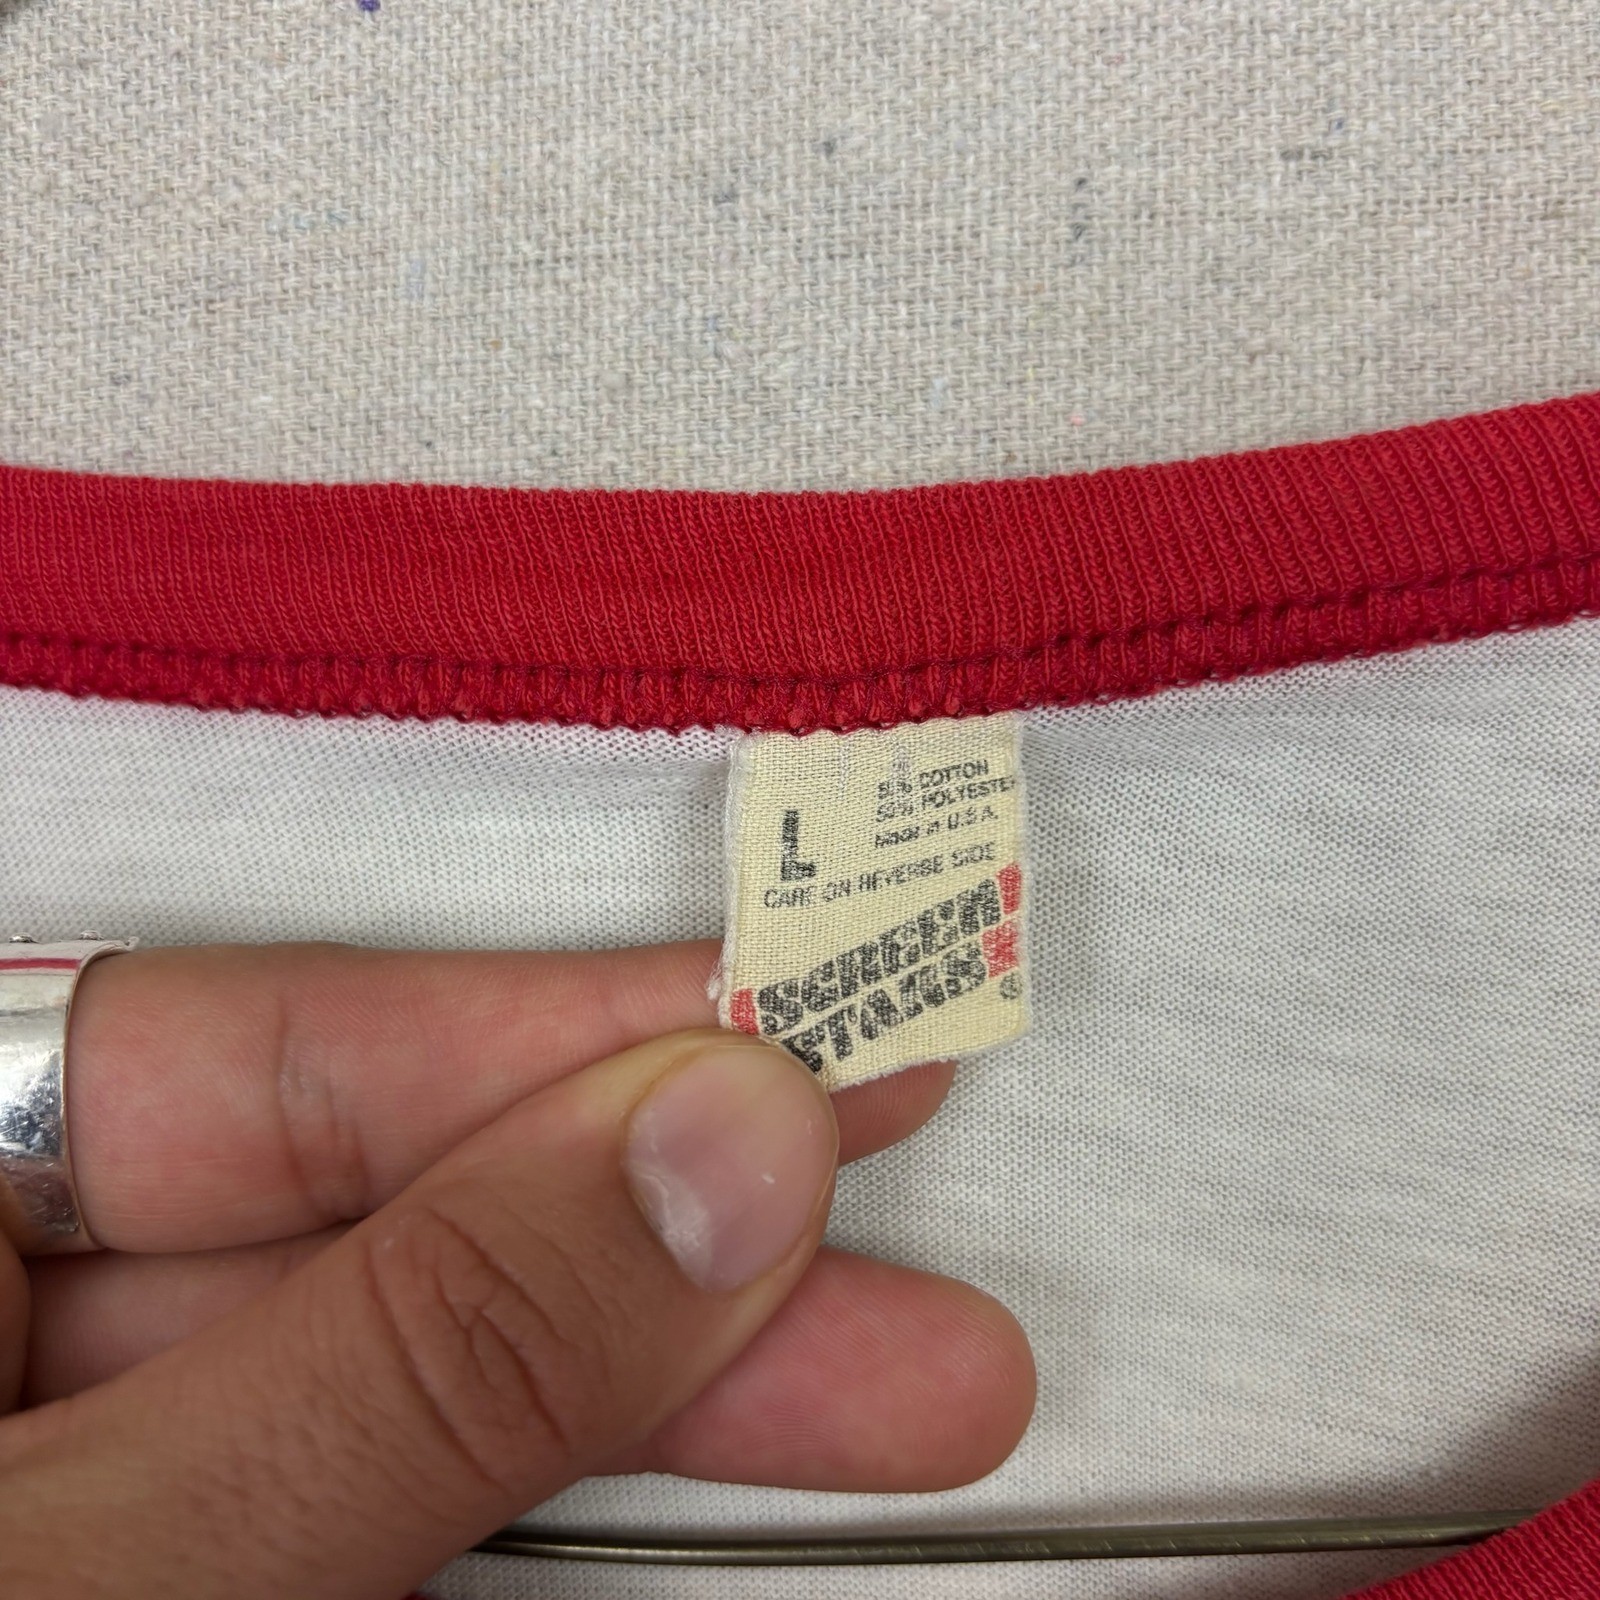 L
50% COTTON
50% POLYESTER
Made in U.S.A.
CARE ON REVERSE SIDE
SCREEN
STARS
®